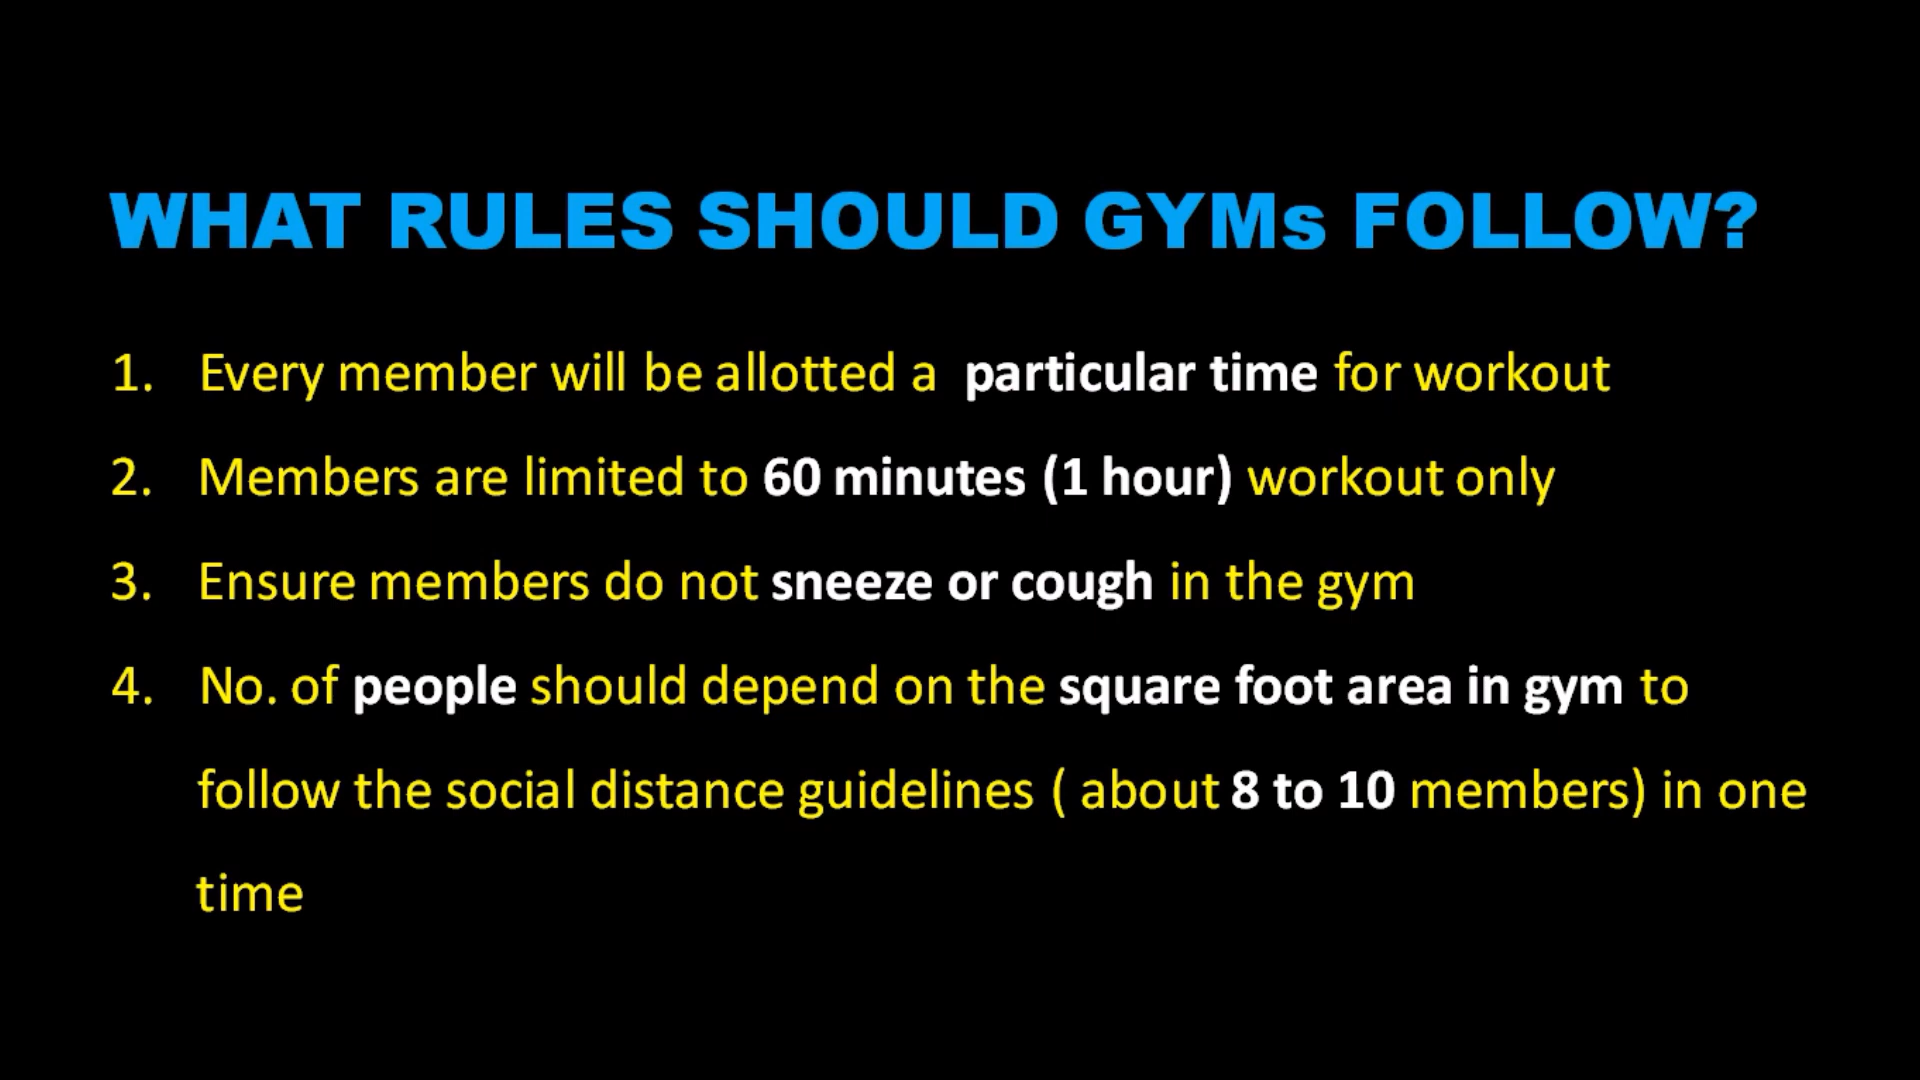 WHAT RULES SHOULD GYMs FOLLOW?
1. Every member will be allotted a particular time for workout
2. Members are limited to 60 minutes (1 hour) workout only
3. Ensure members do not sneeze or cough in the gym
4. No. of people should depend on the square foot area in gym to
follow the social distance guidelines ( about 8 to 10 members) in one
time